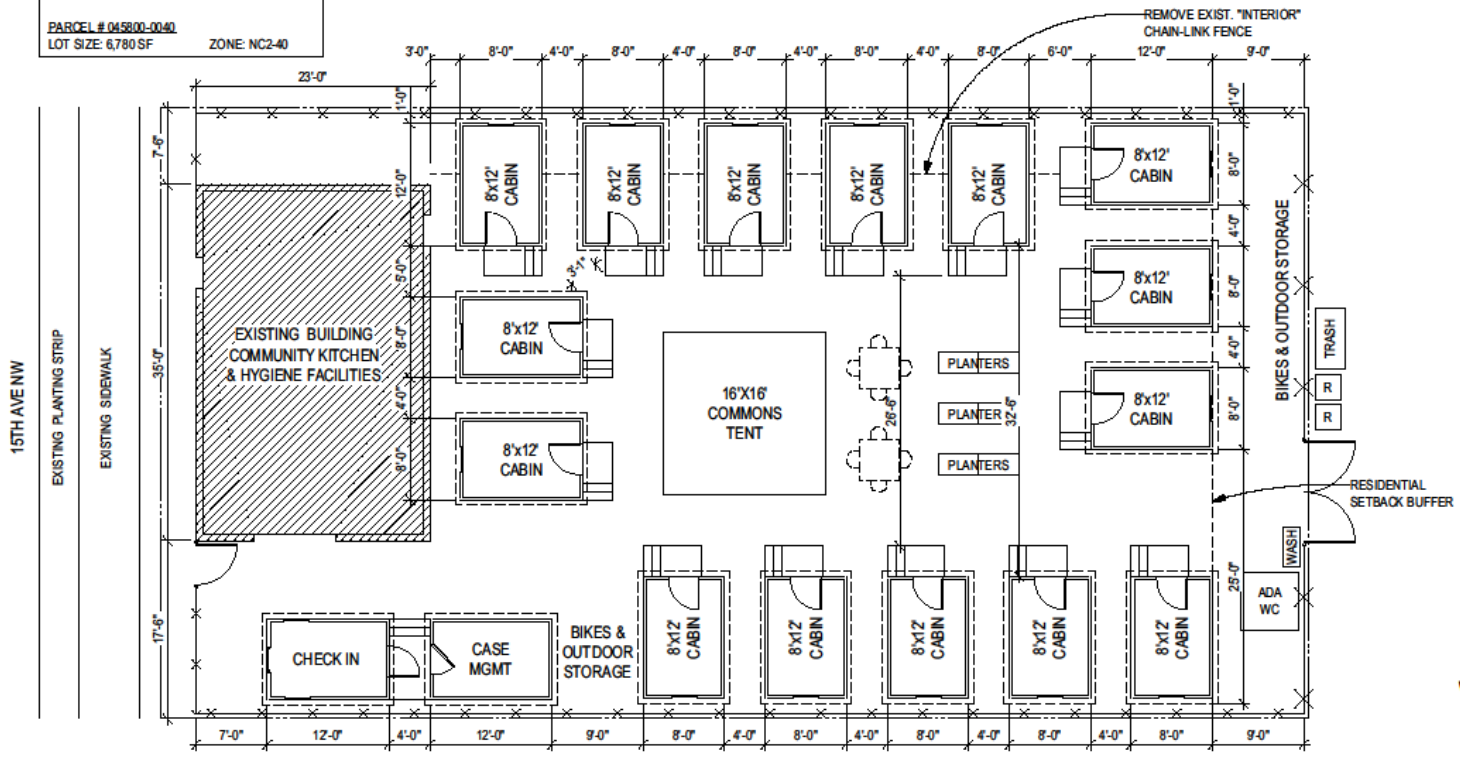 PARCEL # 045800-0040
LOT SIZE: 6,780 SF ZONE: NC2-40
REMOVE EXIST. "INTERIOR"
CHAIN-LINK FENCE
3'-0" 8'-0" 4'-0" 8'-0" 4'-0" 8'-0" 4'-0" 8'-0" 4'-0" 8'-0" 6'-0" 12'-0" 9'-0"
23'-0"
1'-0"
1'-0"
7'-6"
12'-0"
5'-0"
8'-0"
4'-0"
8'-0"
35'-0"
17'-6"
15TH AVE NW
EXISTING PLANTING STRIP
EXISTING SIDEWALK
EXISTING BUILDING
COMMUNITY KITCHEN
& HYGIENE FACILITIES
8'x12'
CABIN
8'x12'
CABIN
8'x12'
CABIN
8'x12'
CABIN
8'x12'
CABIN
8'x12'
CABIN
8'x12'
CABIN
8'x12'
CABIN
3'-1"
8'x12'
CABIN
8'x12'
CABIN
16'X16'
COMMONS
TENT
PLANTERS
PLANTER
PLANTERS
26'-6"
32'-6"
8'-0"
4'-0"
8'-0"
4'-0"
8'-0"
25'-0"
BIKES & OUTDOOR STORAGE
TRASH
R
R
RESIDENTIAL
SETBACK BUFFER
WASH
ADA
WC
CHECK IN
CASE
MGMT
BIKES &
OUTDOOR
STORAGE
8'x12'
CABIN
8'x12'
CABIN
8'x12'
CABIN
8'x12'
CABIN
8'x12'
CABIN
7'-0" 12'-0" 4'-0" 12'-0" 9'-0" 8'-0" 4'-0" 8'-0" 4'-0" 8'-0" 4'-0" 8'-0" 4'-0" 8'-0" 9'-0"